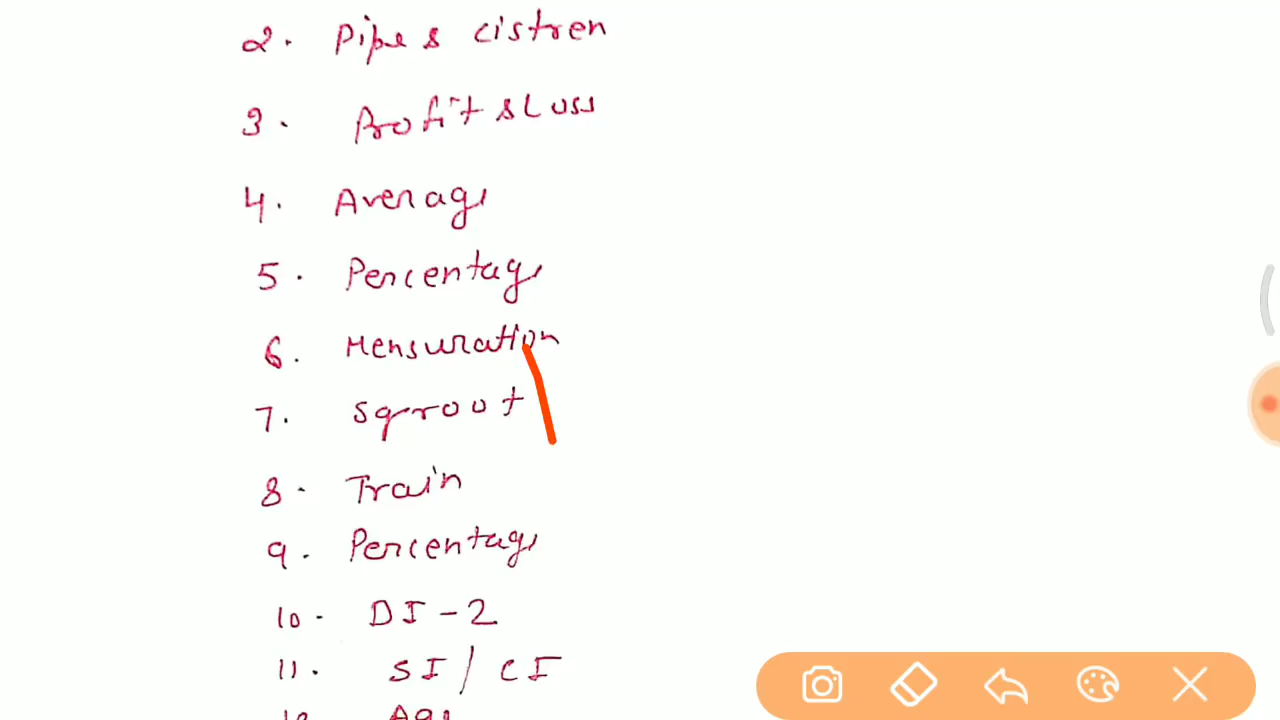 2. Pipe & cistren
3. Profit & Loss
4. Average
5. Percentage
6. Mensuration
7. Sqroot
8. Train
9. Percentage
10. DI-2
11. SI/CI